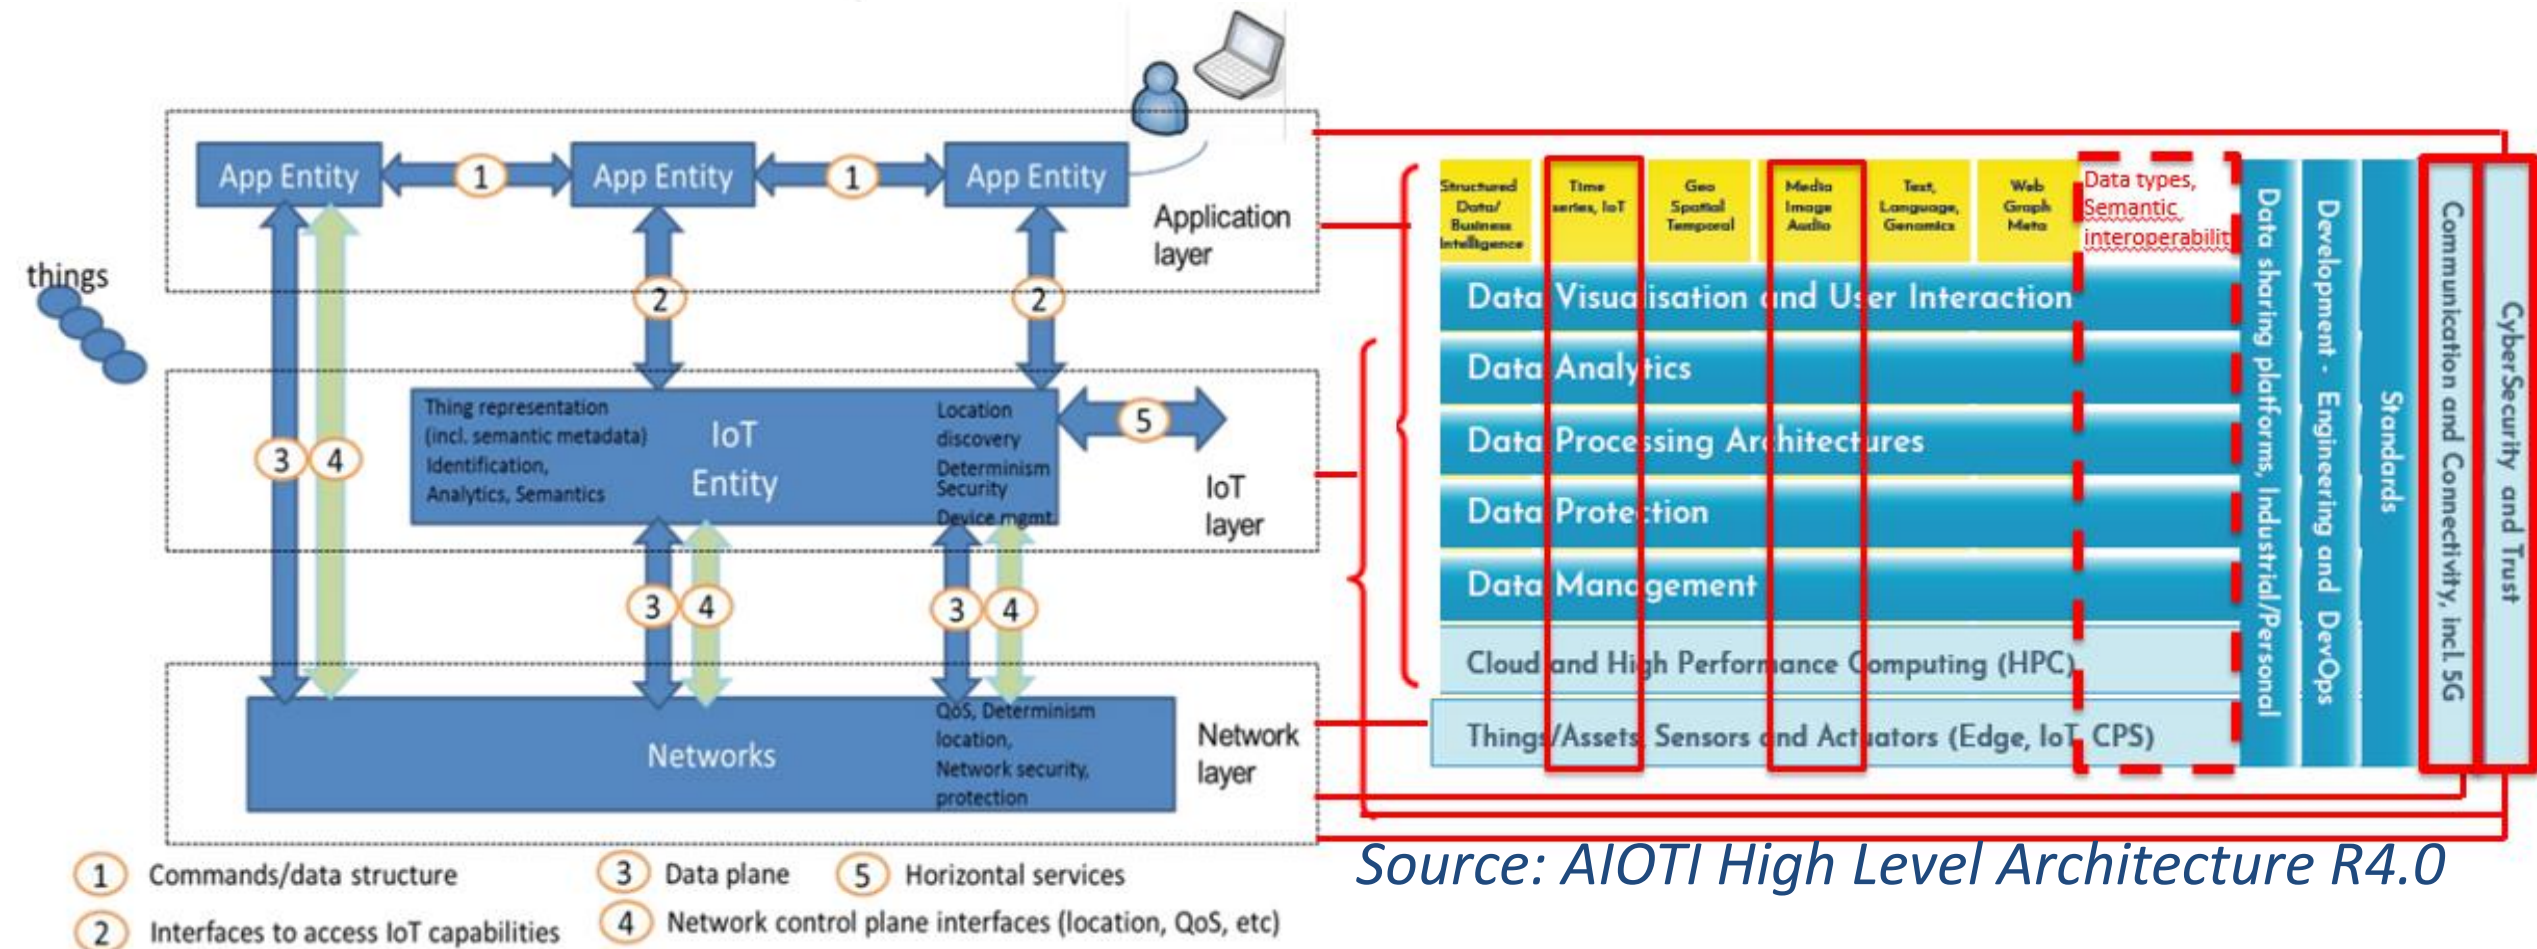 things
App Entity
1
App Entity
1
App Entity
Application
layer
2
2
3
4
Thing representation
(incl. semantic metadata)
Identification,
Analytics, Semantics
IoT
Entity
Location
discovery
Determinism
Security
Device mgmt.
5
IoT
layer
3
4
3
4
Networks
QoS, Determinism
location,
Network security,
protection
Network
layer
1 Commands/data structure
2 Interfaces to access IoT capabilities
3 Data plane
4 Network control plane interfaces (location, QoS, etc)
5 Horizontal services
Structured
Data/
Business
Intelligence
Time
series, IoT
Geo
Spatial
Temporal
Media
Image
Audio
Text,
Language,
Genomics
Web
Graph
Meta
Data types,
Semantic
interoperabilit
Data Visualisation and User Interaction
Data Analytics
Data Processing Architectures
Data Protection
Data Management
Cloud and High Performance Computing (HPC)
Things/Assets, Sensors and Actuators (Edge, IoT, CPS)
Data sharing platforms, Industrial/Personal
Development - Engineering and DevOps
Standards
Communication and Connectivity, incl. 5G
CyberSecurity and Trust
Source: AIOTI High Level Architecture R4.0